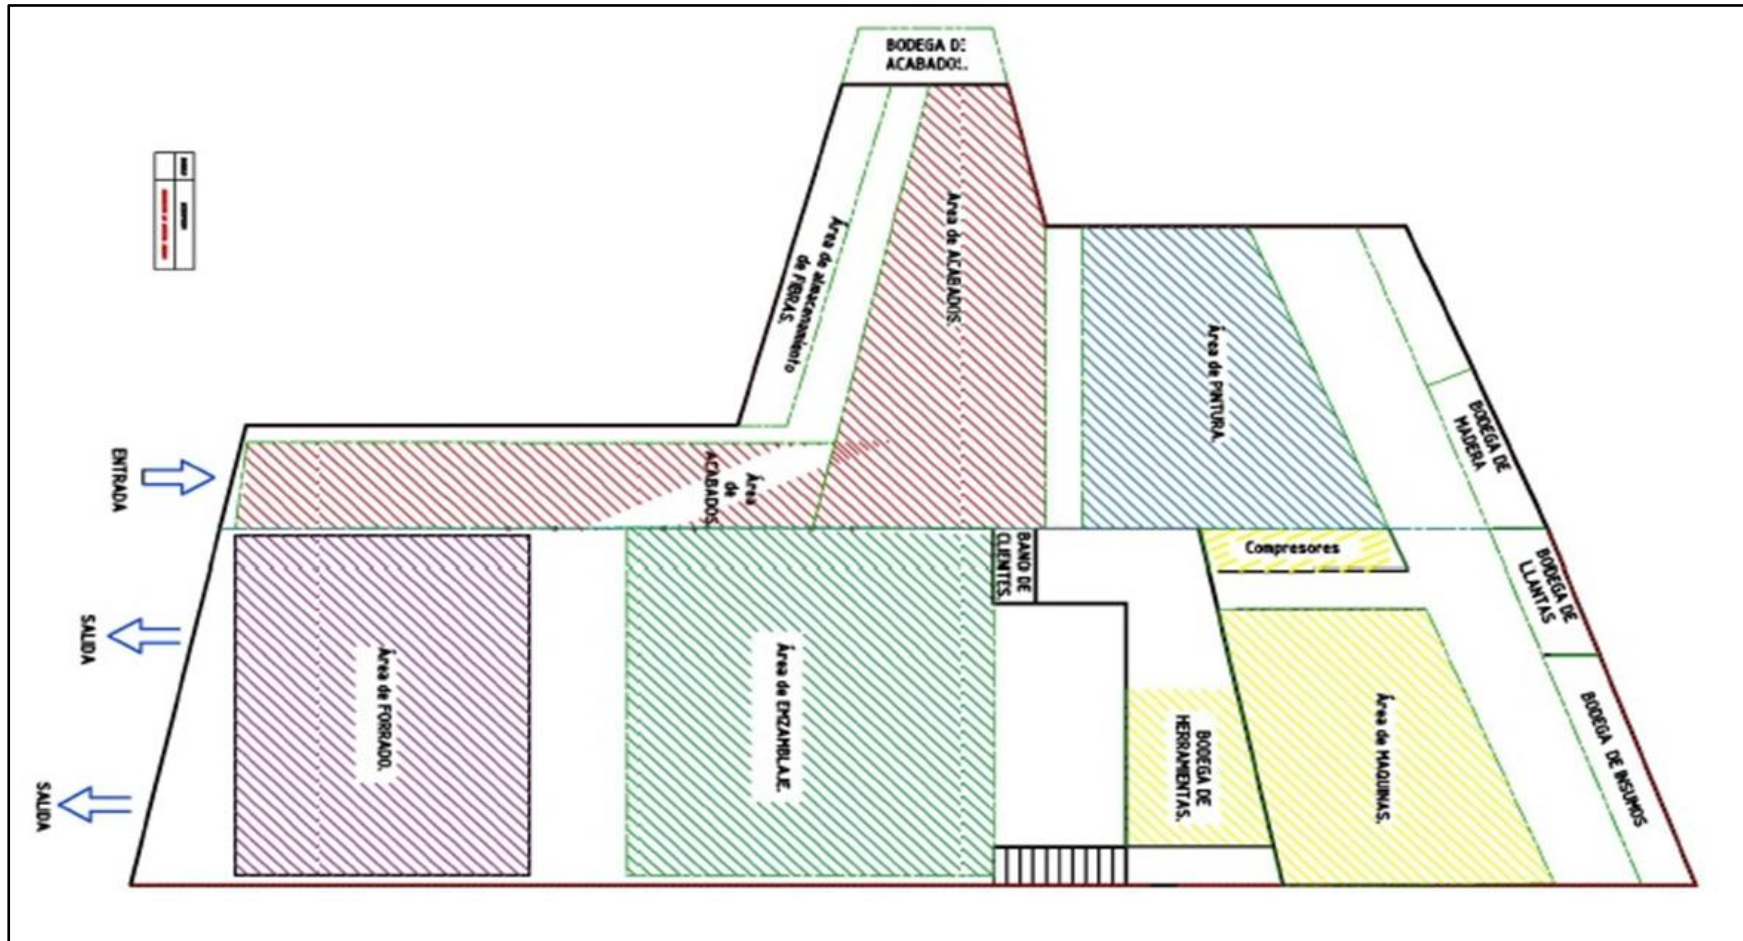 BODEGA DE
ACABADOS.
Área de almacenamiento
de FIBRAS.
Área de ACABADOS.
Área de PINTURA.
BODEGA DE
MADERA
ENTRADA
Área
de
ACABADOS.
BANO DE
CLIENTES.
Compresores
BODEGA DE
LLANTAS
SALIDA
Área de FORRADO.
Área de EMZAMBLAJE.
BODEGA DE
HERRAMIENTAS.
Área de MAQUINAS.
BODEGA DE INSUMOS
SALIDA